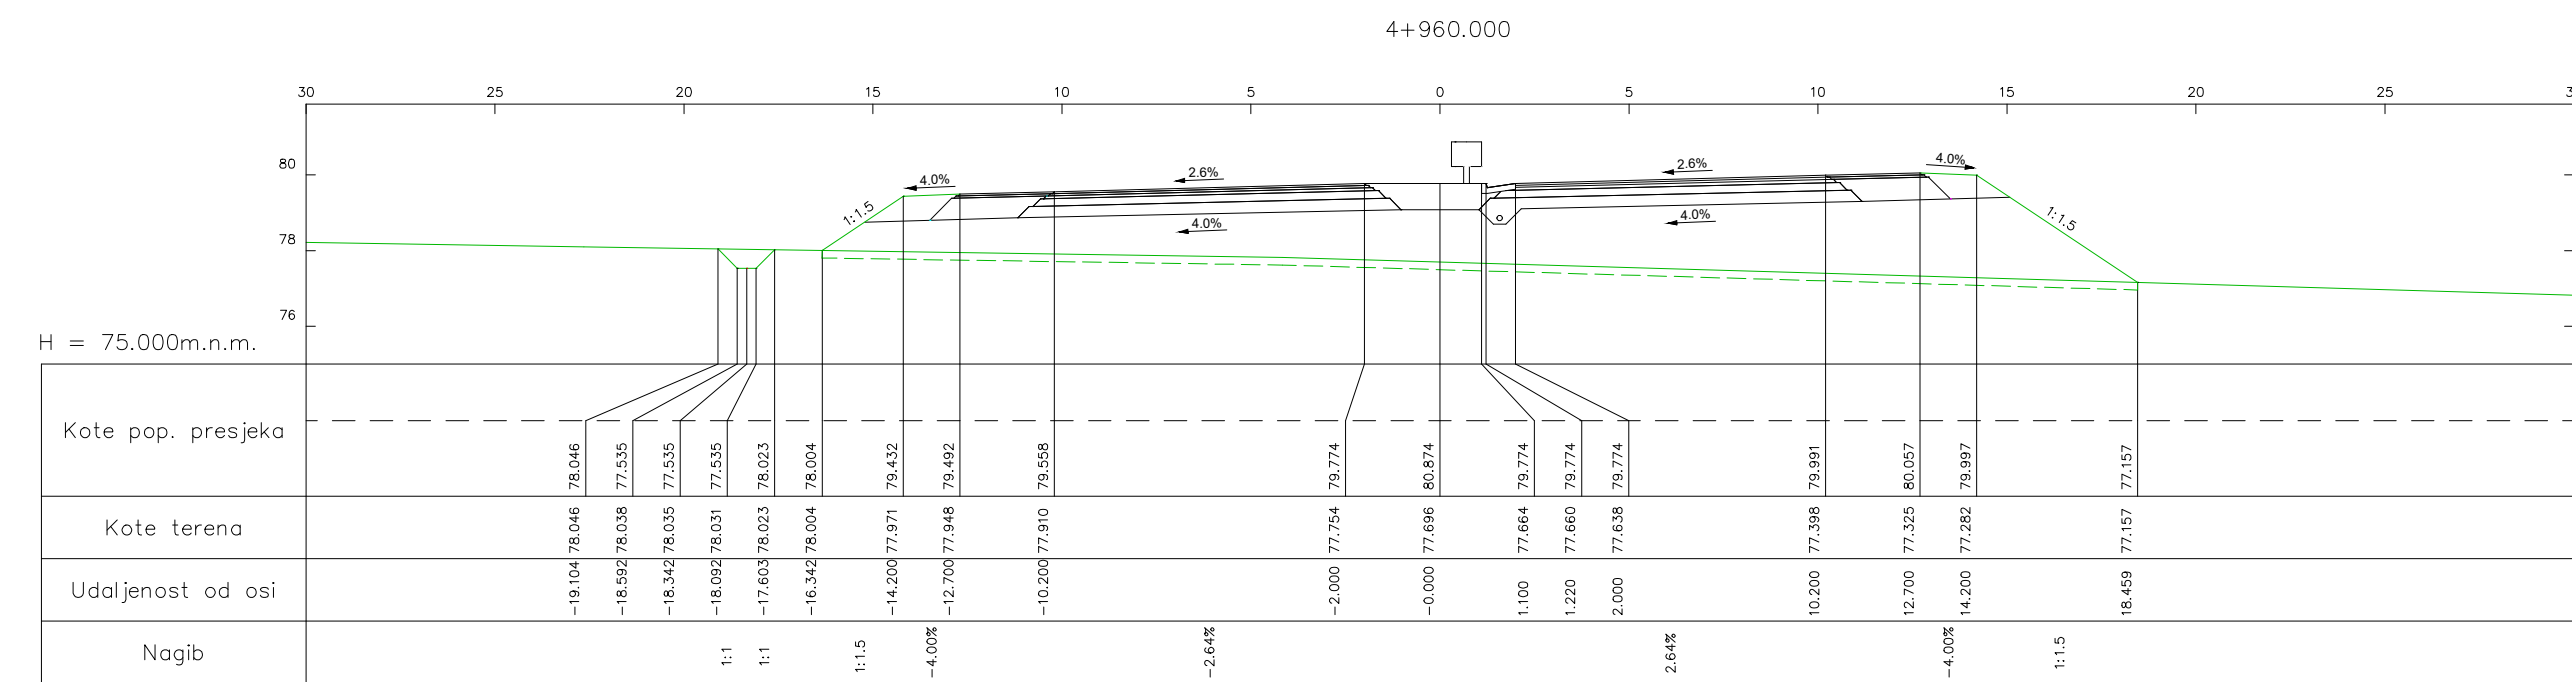 4+960.000
30 25 20 15 10 5 0 5 10 15 20 25
80
78
76
4.0% 2.6% 2.6% 4.0%
1:1.5 1:1.5
4.0% 4.0%
H = 75.000m.n.m.
Kote pop. presjeka
78.046 77.535 77.535 77.535 78.023 78.004 79.432 79.492 79.558 79.774 80.874 79.774 79.774 79.774 79.991 80.057 79.997 77.157
Kote terena
78.046 78.038 78.035 78.031 78.023 78.004 77.971 77.948 77.910 77.754 77.696 77.664 77.660 77.638 77.398 77.325 77.282 77.157
Udaljenost od osi
-19.104 -18.592 -18.342 -18.092 -17.603 -16.342 -14.200 -12.700 -10.200 -2.000 -0.000 1.100 1.220 2.000 10.200 12.700 14.200 18.459
Nagib
1:1 1:1 1:1.5 -4.00% -2.64% 2.64% -4.00% 1:1.5